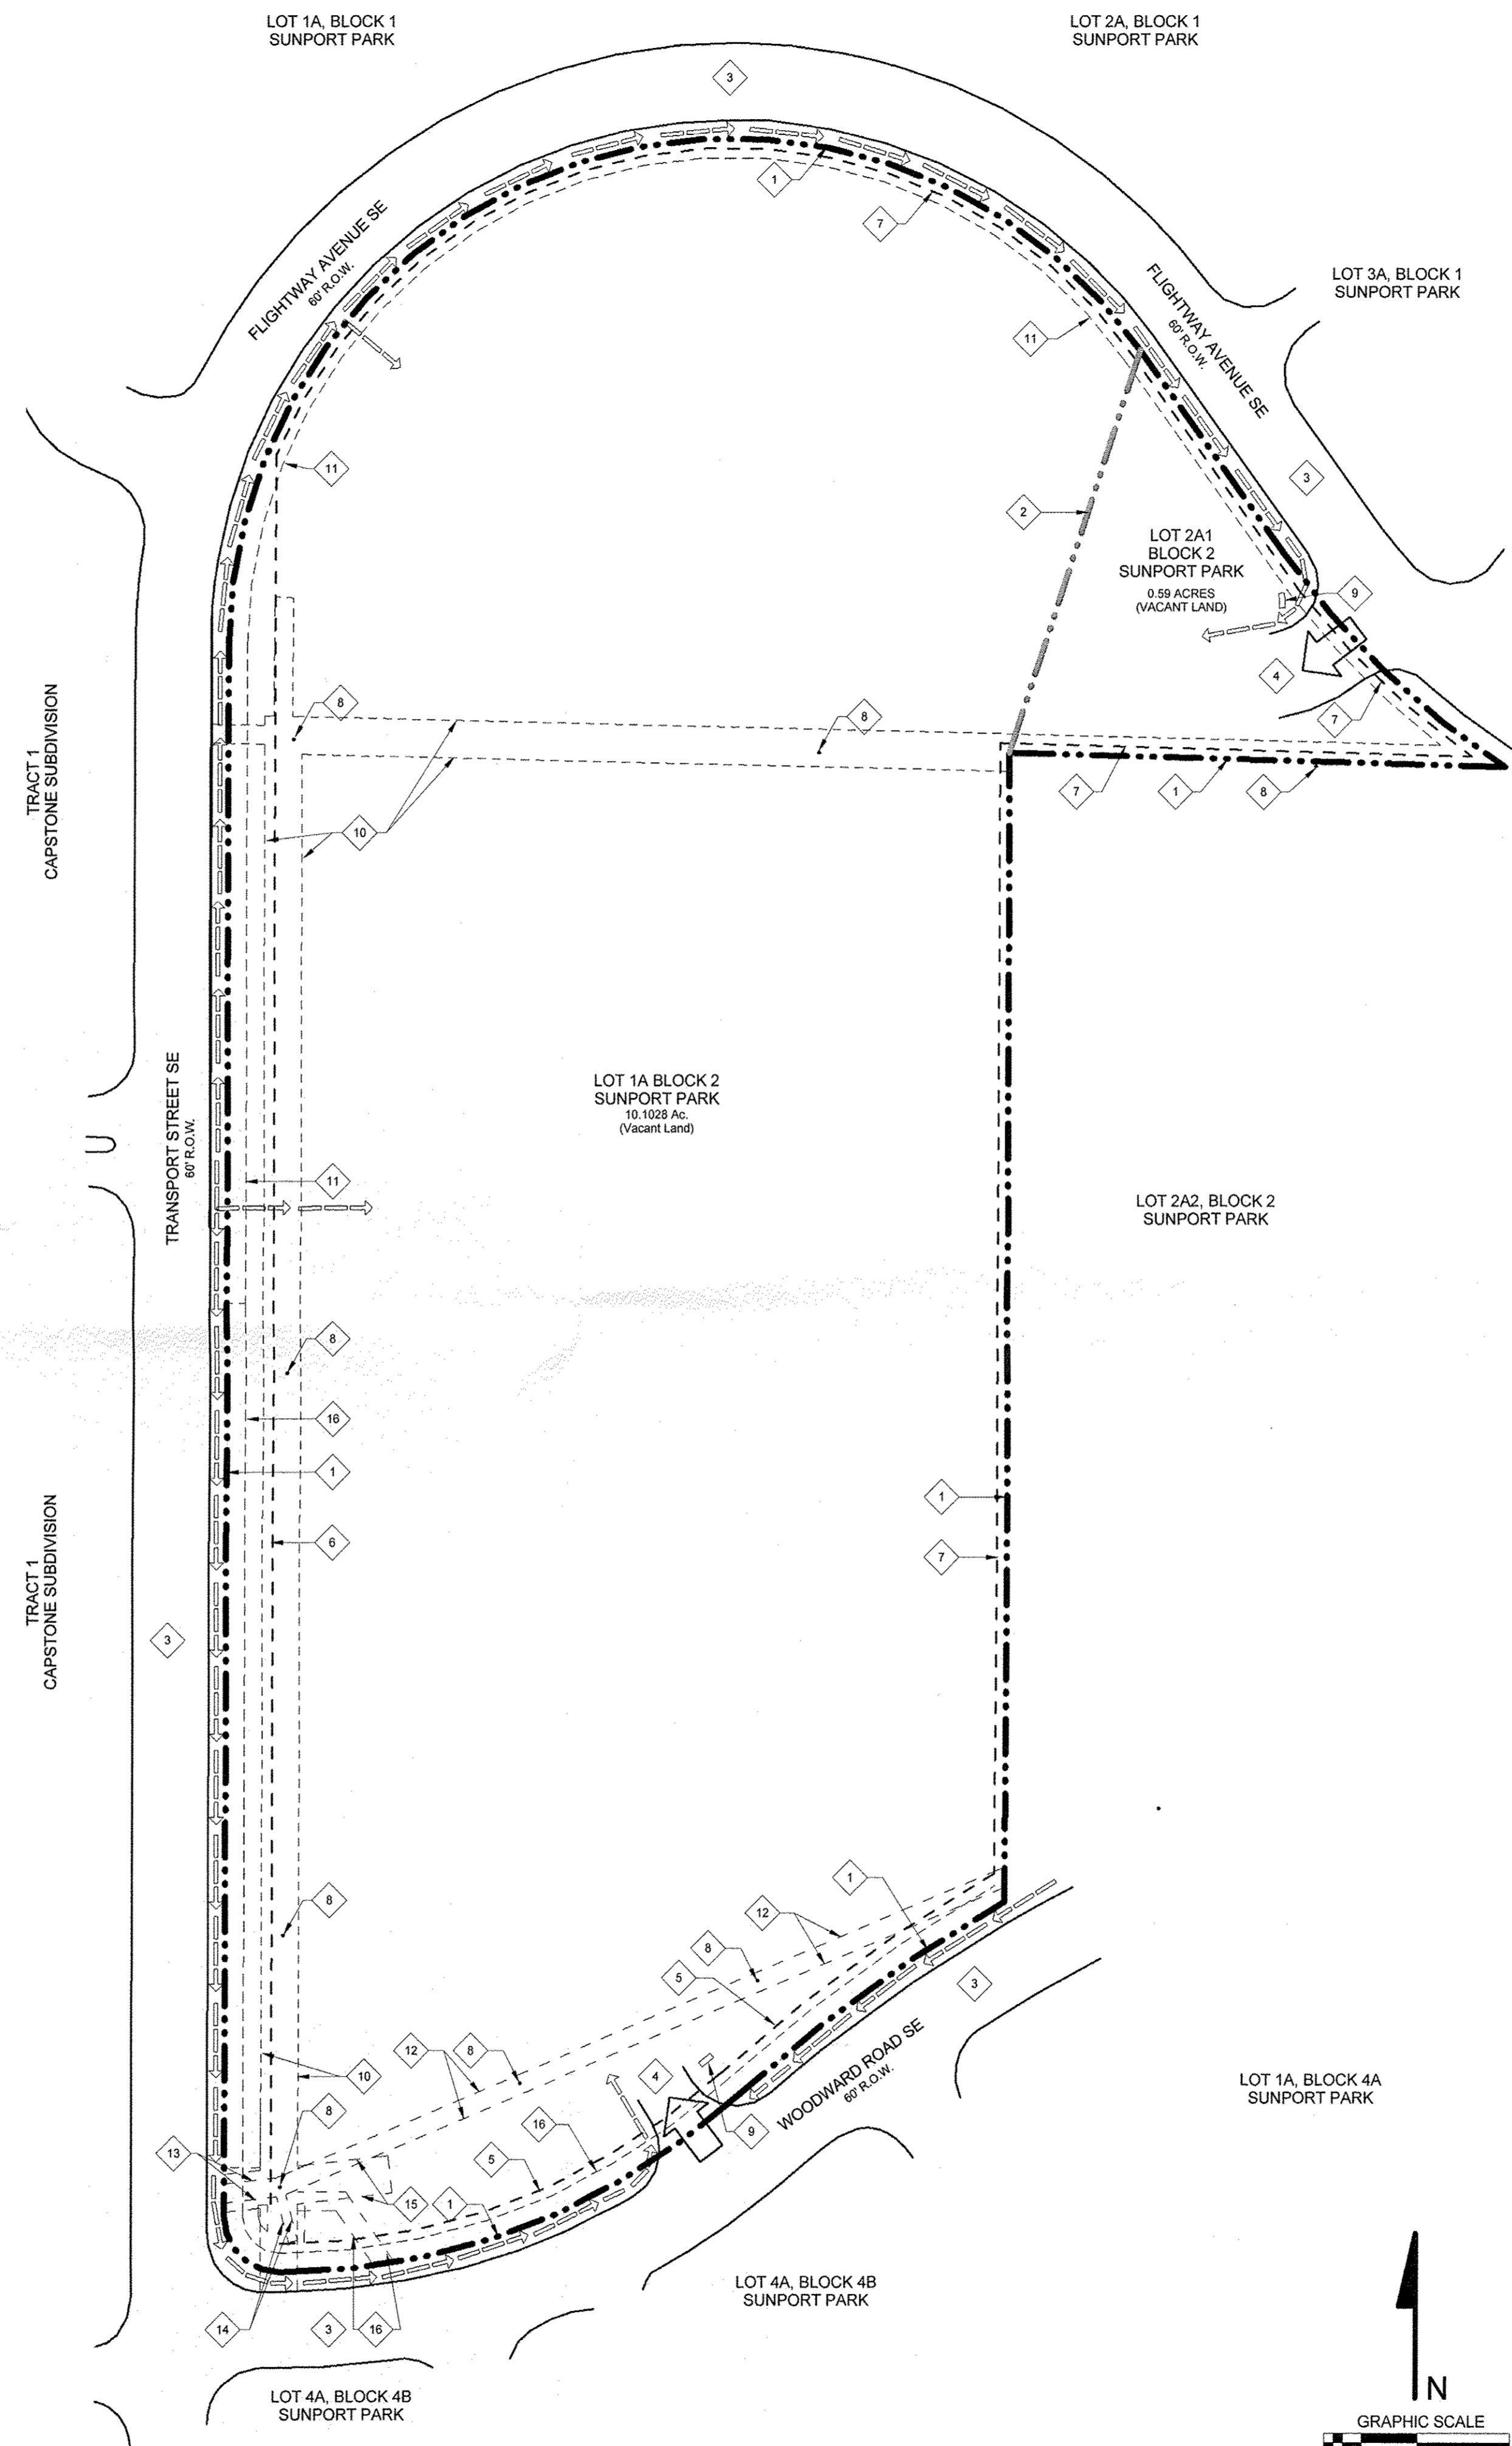 LOT 1A, BLOCK 1
SUNPORT PARK
LOT 2A, BLOCK 1
SUNPORT PARK
3
1
7
FLIGHTWAY AVENUE SE
60' R.O.W.
FLIGHTWAY AVENUE SE
60' R.O.W.
LOT 3A, BLOCK 1
SUNPORT PARK
11
11
3
2
LOT 2A1
BLOCK 2
SUNPORT PARK
0.59 ACRES
(VACANT LAND)
9
4
8
8
7
TRACT 1
CAPSTONE SUBDIVISION
7
1
8
10
LOT 1A BLOCK 2
SUNPORT PARK
10.1028 Ac.
(Vacant Land)
TRANSPORT STREET SE
60' R.O.W.
11
LOT 2A2, BLOCK 2
SUNPORT PARK
8
16
1
6
1
7
TRACT 1
CAPSTONE SUBDIVISION
3
1
8
12
8
5
3
WOODWARD ROAD SE
60' R.O.W.
12
8
4
10
LOT 1A, BLOCK 4A
SUNPORT PARK
8
16
9
13
5
15
1
LOT 4A, BLOCK 4B
SUNPORT PARK
14
3
16
LOT 4A, BLOCK 4B
SUNPORT PARK
N
GRAPHIC SCALE